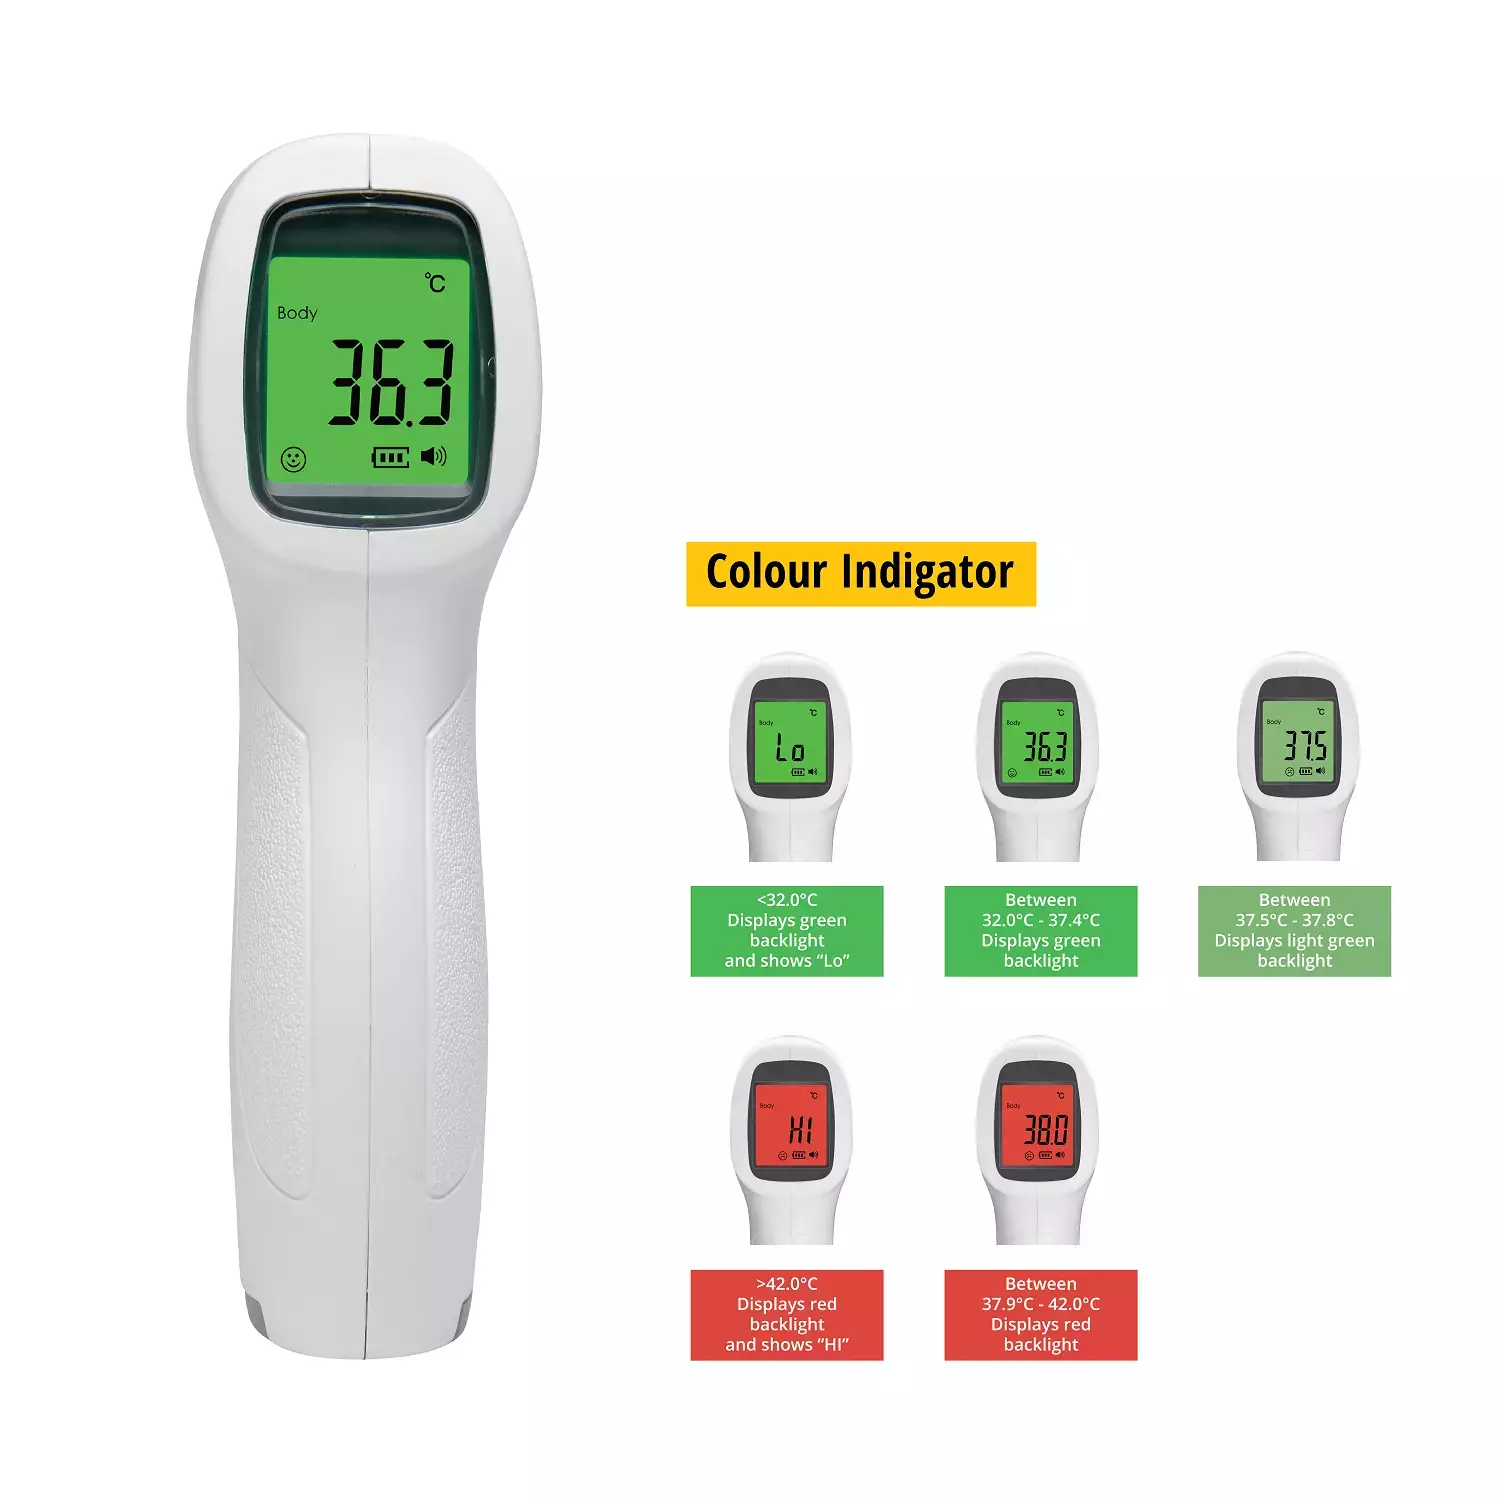 °C
Body
36.3
Colour Indigator
°C
Body
Lo
°C
Body
36.3
°C
Body
37.5
<32.0°C
Displays green
backlight
and shows “Lo”
Between
32.0°C - 37.4°C
Displays green
backlight
Between
37.5°C - 37.8°C
Displays light green
backlight
°C
Body
HI
°C
Body
38.0
>42.0°C
Displays red
backlight
and shows “HI”
Between
37.9°C - 42.0°C
Displays red
backlight